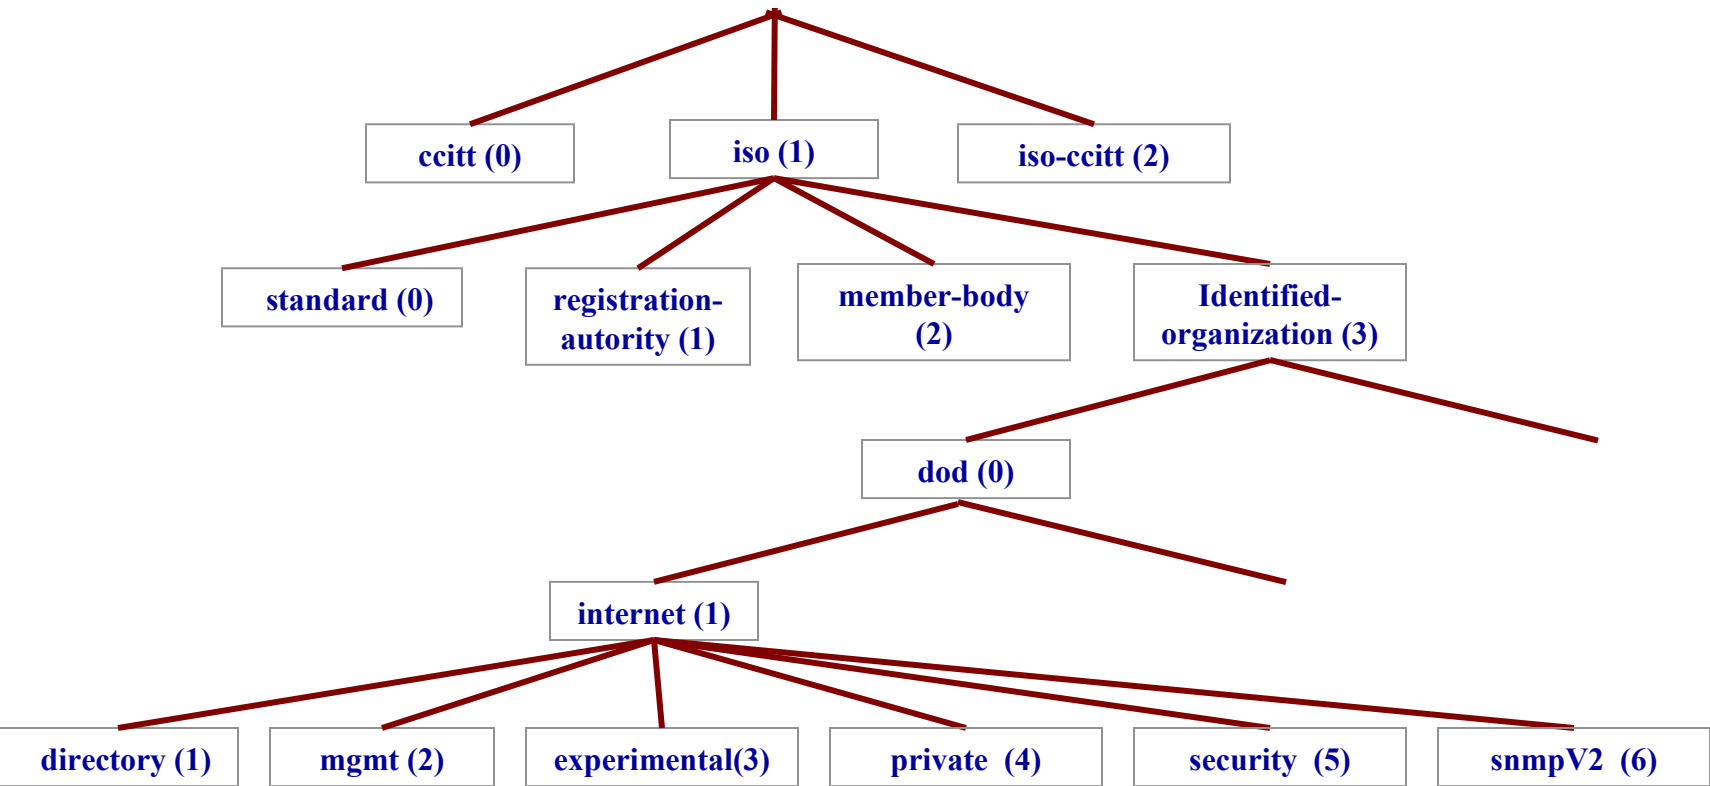 ccitt (0)
iso (1)
iso-ccitt (2)
standard (0)
registration-
autority (1)
member-body
(2)
Identified-
organization (3)
dod (0)
internet (1)
directory (1)
mgmt (2)
experimental(3)
private (4)
security (5)
snmpV2 (6)